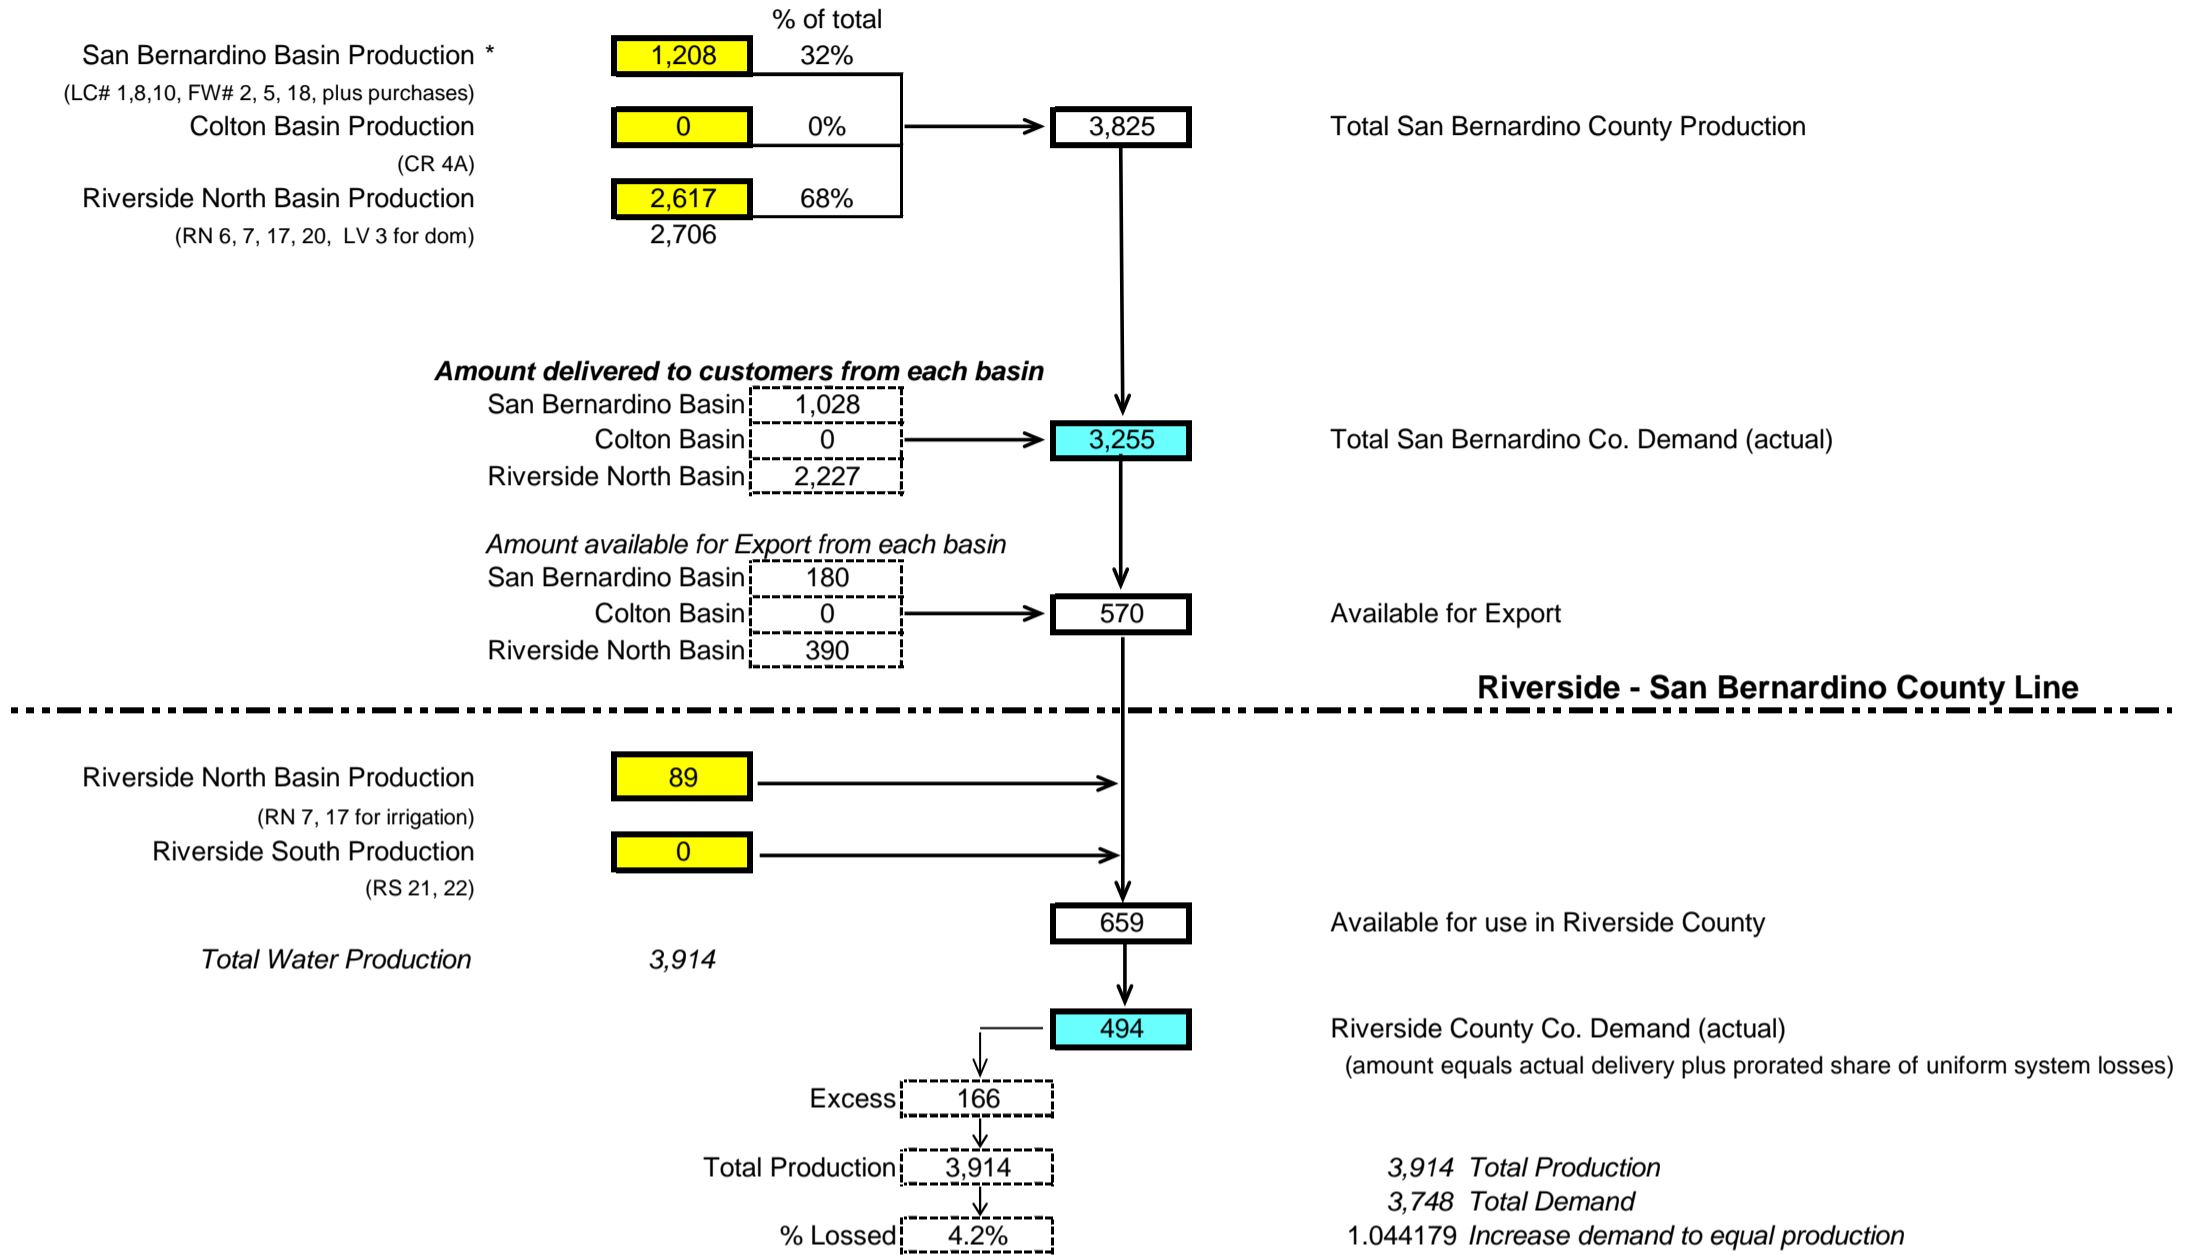 % of total
San Bernardino Basin Production * 1,208 32%
(LC# 1,8,10, FW# 2, 5, 18, plus purchases)
Colton Basin Production 0 0% 3,825 Total San Bernardino County Production
(CR 4A)
Riverside North Basin Production 2,617 68%
(RN 6, 7, 17, 20, LV 3 for dom) 2,706
Amount delivered to customers from each basin
San Bernardino Basin 1,028
Colton Basin 0 3,255 Total San Bernardino Co. Demand (actual)
Riverside North Basin 2,227
Amount available for Export from each basin
San Bernardino Basin 180
Colton Basin 0 570 Available for Export
Riverside North Basin 390
Riverside - San Bernardino County Line
Riverside North Basin Production 89
(RN 7, 17 for irrigation)
Riverside South Production 0
(RS 21, 22)
659 Available for use in Riverside County
Total Water Production 3,914
494 Riverside County Co. Demand (actual)
(amount equals actual delivery plus prorated share of uniform system losses)
Excess 166
Total Production 3,914 3,914 Total Production
3,748 Total Demand
% Lossed 4.2% 1.044179 Increase demand to equal production